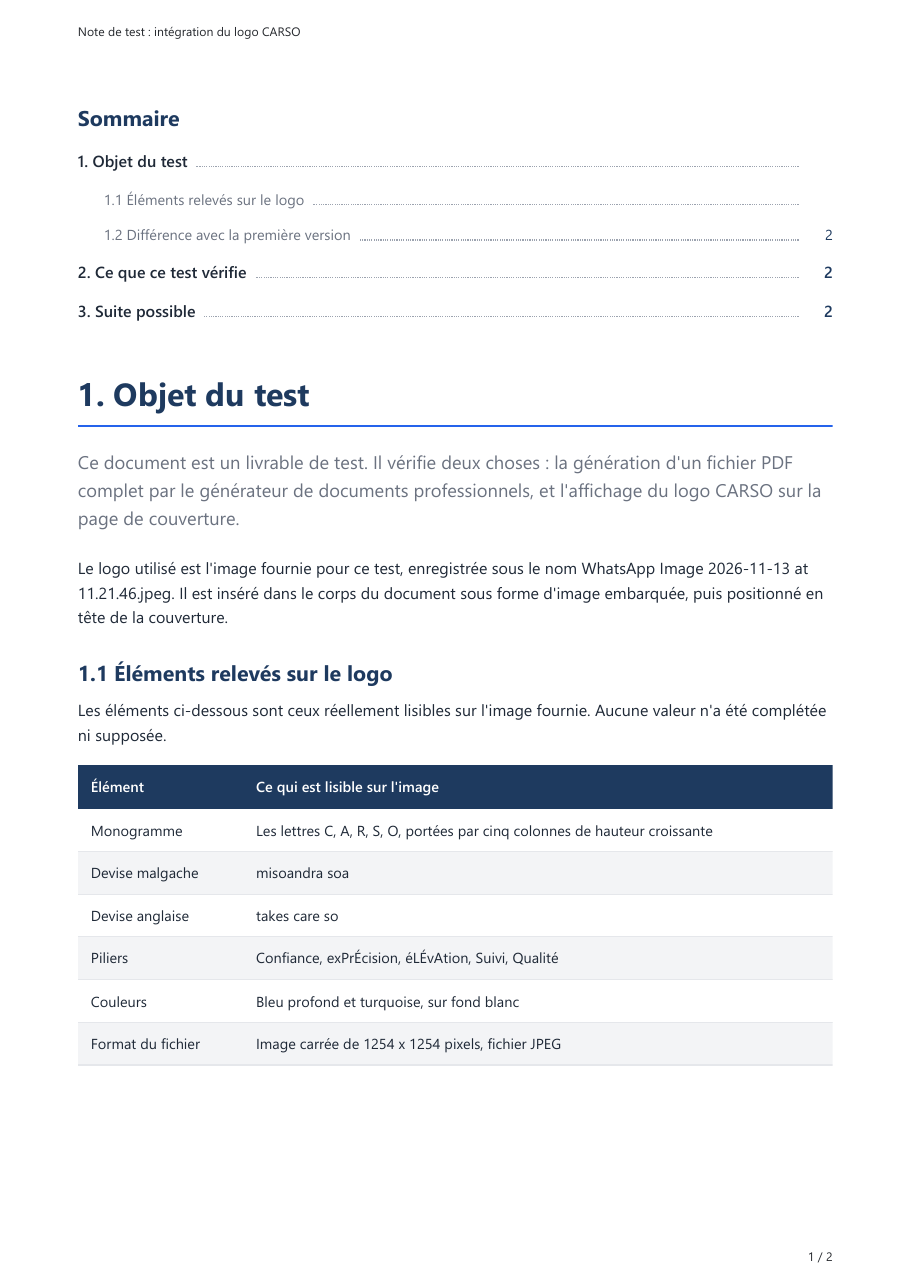 Note de test : intégration du logo CARSO
Sommaire
1. Objet du test
1.1 Éléments relevés sur le logo
1.2 Différence avec la première version 2
2. Ce que ce test vérifie 2
3. Suite possible 2
1. Objet du test
Ce document est un livrable de test. Il vérifie deux choses : la génération d'un fichier PDF
complet par le générateur de documents professionnels, et l'affichage du logo CARSO sur la
page de couverture.
Le logo utilisé est l'image fournie pour ce test, enregistrée sous le nom WhatsApp Image 2026-11-13 at
11.21.46.jpeg. Il est inséré dans le corps du document sous forme d'image embarquée, puis positionné en
tête de la couverture.
1.1 Éléments relevés sur le logo
Les éléments ci-dessous sont ceux réellement lisibles sur l'image fournie. Aucune valeur n'a été complétée
ni supposée.
Élément Ce qui est lisible sur l'image
Monogramme Les lettres C, A, R, S, O, portées par cinq colonnes de hauteur croissante
Devise malgache misoandra soa
Devise anglaise takes care so
Piliers Confiance, exPrÉcision, éLÉvAtion, Suivi, Qualité
Couleurs Bleu profond et turquoise, sur fond blanc
Format du fichier Image carrée de 1254 x 1254 pixels, fichier JPEG
1 / 2